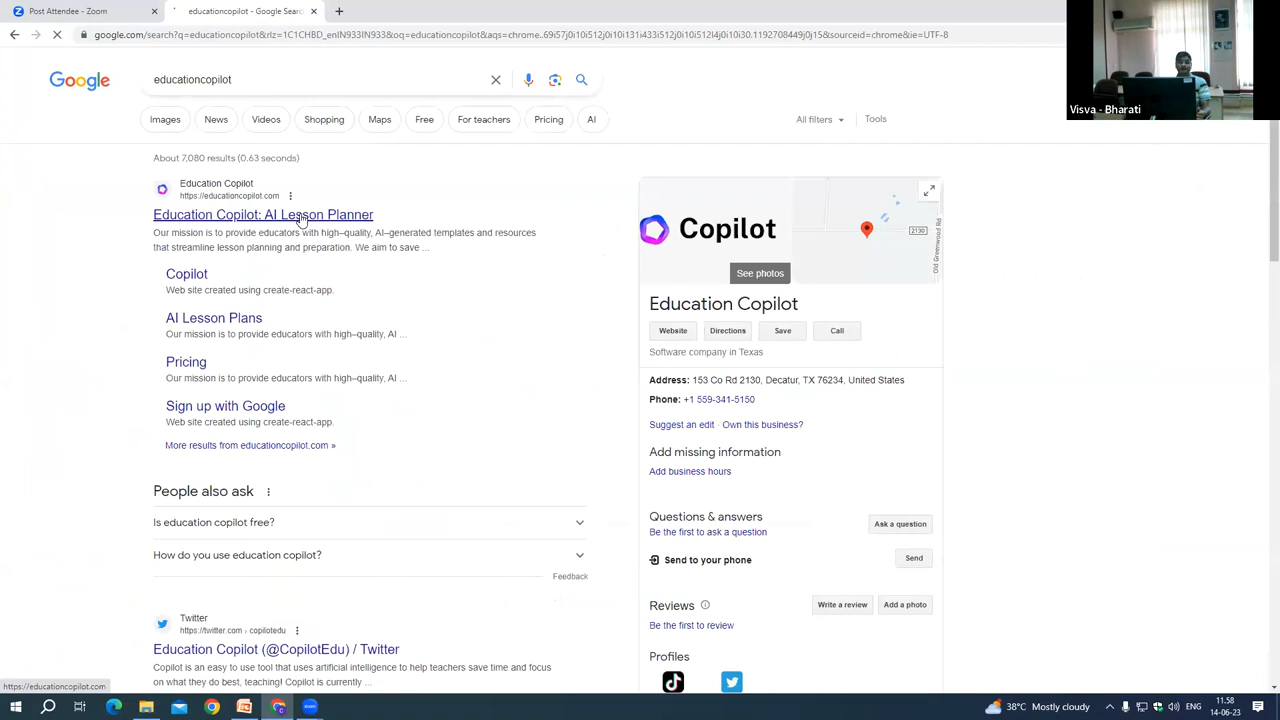 Post Attendee - Zoom
educationcopilot - Google Search
google.com/search?q=educationcopilot&rlz=1C1CHBD_enIN933IN933&oq=educationcopilot&aqs=chrome..69i57j0i10i512j0i10i131i433i512j0i10i512l4j0i10i30.1192708449j0j15&sourceid=chrome&ie=UTF-8
Visva - Bharati
Google
educationcopilot
Images
News
Videos
Shopping
Maps
Free
For teachers
Pricing
AI
All filters
Tools
About 7,080 results (0.63 seconds)
Education Copilot
https://educationcopilot.com
Education Copilot: AI Lesson Planner
Our mission is to provide educators with high–quality, AI–generated templates and resources
that streamline lesson planning and preparation. We aim to save ...
Copilot
Web site created using create-react-app.
AI Lesson Plans
Our mission is to provide educators with high–quality, AI ...
Pricing
Our mission is to provide educators with high–quality, AI ...
Sign up with Google
Web site created using create-react-app.
More results from educationcopilot.com »
People also ask
Is education copilot free?
How do you use education copilot?
Feedback
Twitter
https://twitter.com › copilotedu
Education Copilot (@CopilotEdu) / Twitter
Copilot is an easy to use tool that uses artificial intelligence to help teachers save time and focus
on what they do best, teaching! Copilot is currently ...
https://educationcopilot.com
Copilot
2130
Old Greenwood Rd
See photos
Education Copilot
Website
Directions
Save
Call
Software company in Texas
Address: 153 Co Rd 2130, Decatur, TX 76234, United States
Phone: +1 559-341-5150
Suggest an edit · Own this business?
Add missing information
Add business hours
Questions & answers
Be the first to ask a question
Ask a question
Send to your phone
Send
Reviews
Write a review
Add a photo
Be the first to review
Profiles
38°C Mostly cloudy
ENG
11.58
14-06-23